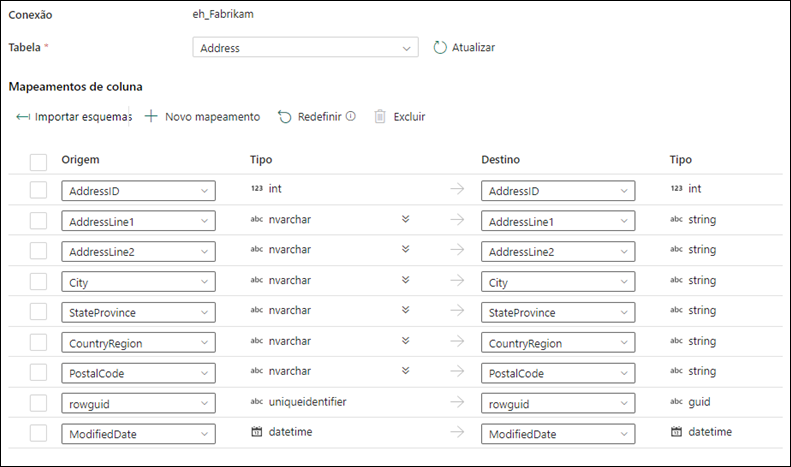 Conexão eh_Fabrikam
Tabela * Address Atualizar
Mapeamentos de coluna
Importar esquemas Novo mapeamento Redefinir Excluir
Origem Tipo Destino Tipo
AddressID 123 int AddressID 123 int
AddressLine1 abc nvarchar AddressLine1 abc string
AddressLine2 abc nvarchar AddressLine2 abc string
City abc nvarchar City abc string
StateProvince abc nvarchar StateProvince abc string
CountryRegion abc nvarchar CountryRegion abc string
PostalCode abc nvarchar PostalCode abc string
rowguid abc uniqueidentifier rowguid abc guid
ModifiedDate datetime ModifiedDate datetime